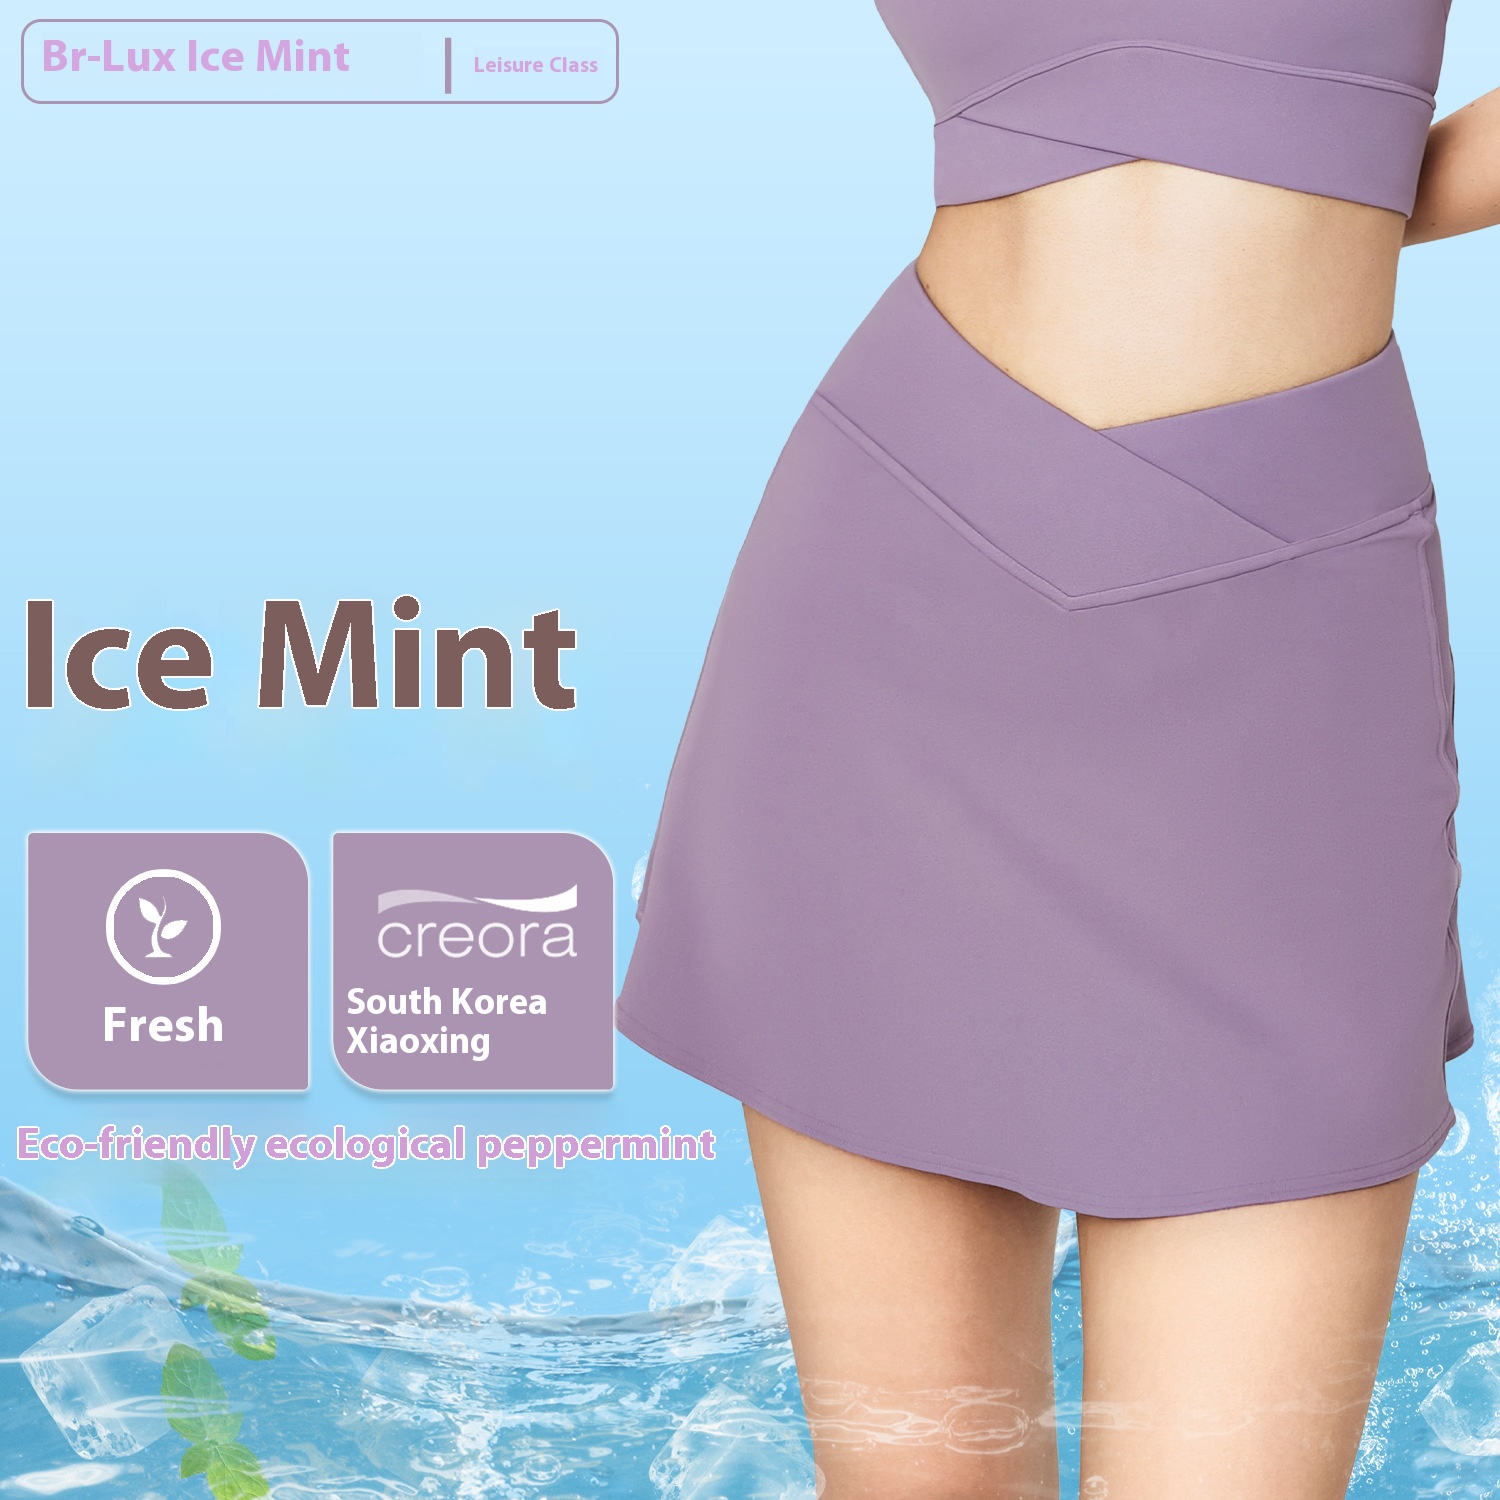 Br-Lux Ice Mint | Leisure Class
Ice Mint
Fresh
creora
South Korea
Xiaoxing
Eco-friendly ecological peppermint